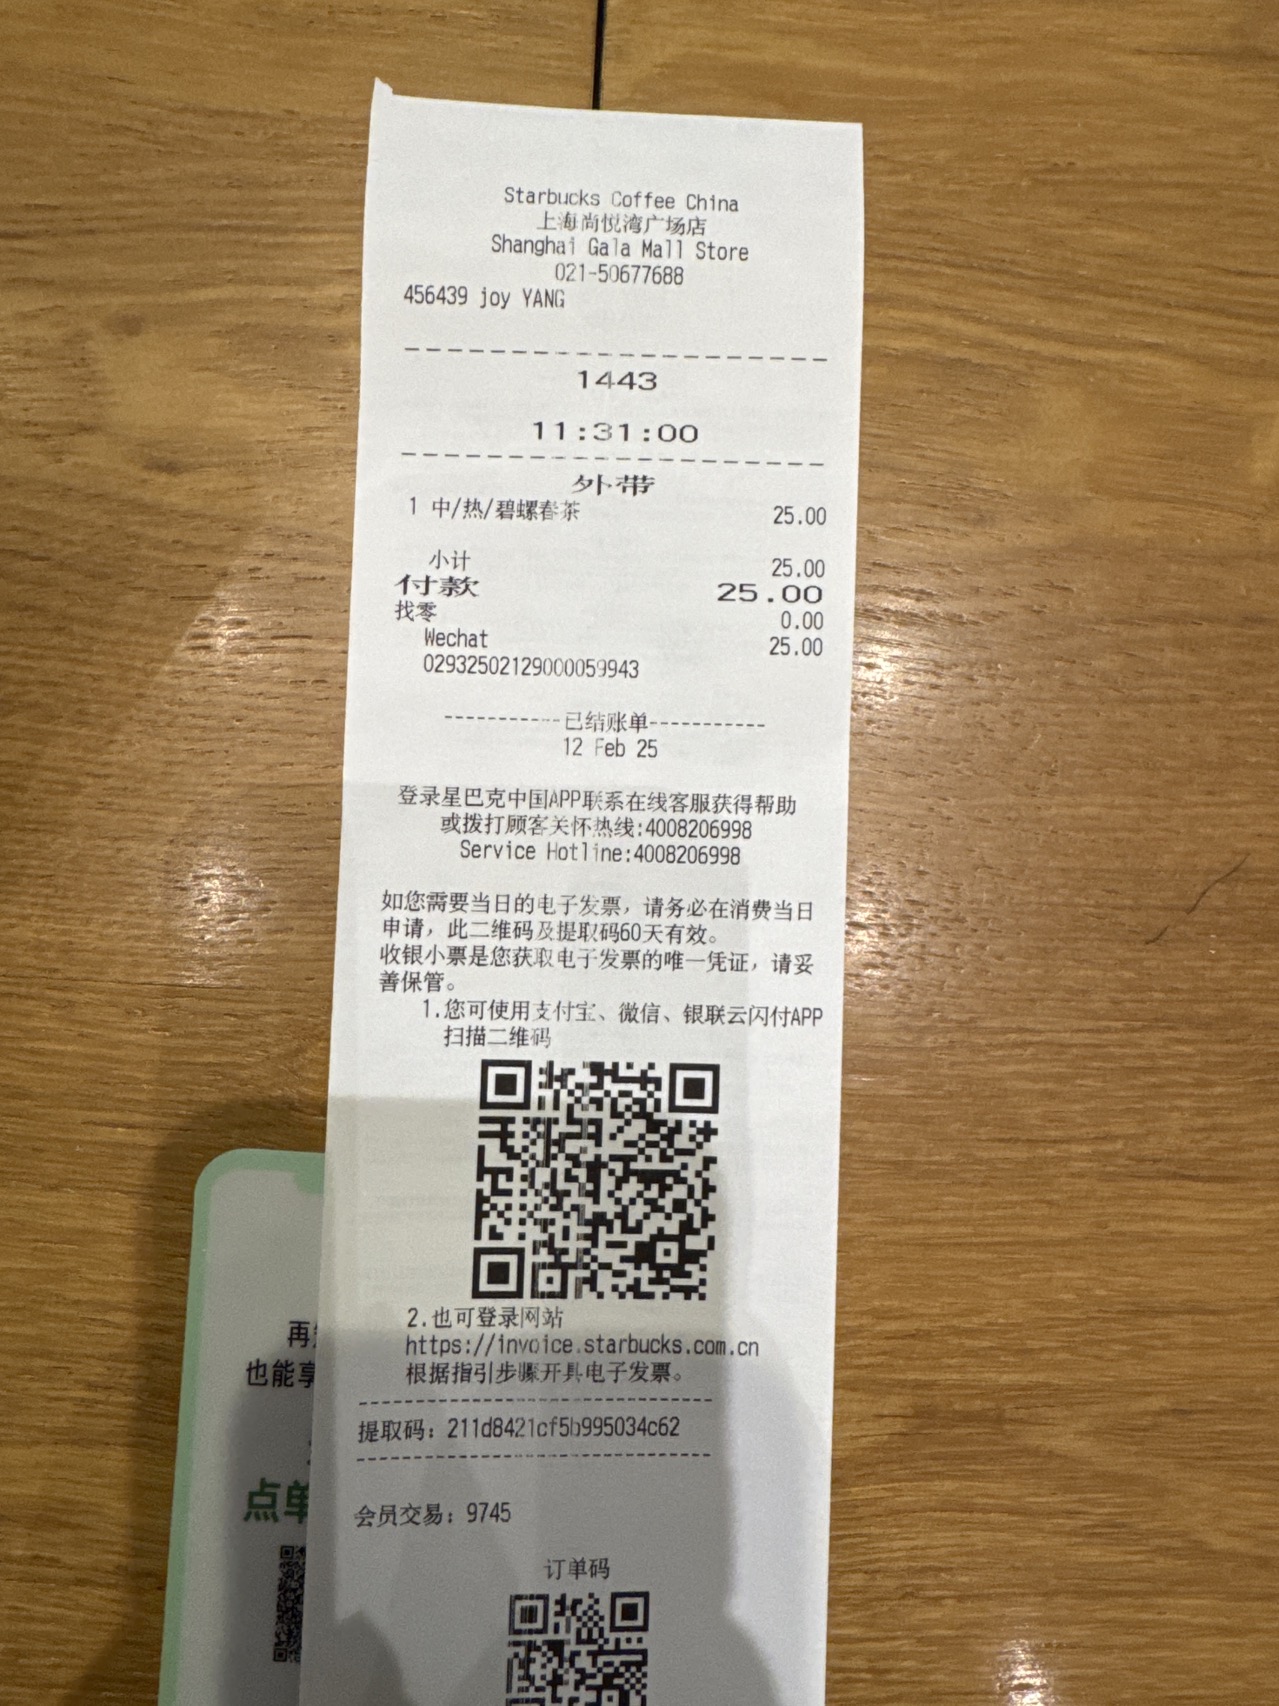 Starbucks Coffee China
上海尚悦湾广场店
Shanghai Gala Mall Store
021-50677688
456439 joy YANG
1443
11:31:00
外带
1 中/热/碧螺春茶 25.00
小计 25.00
付款 25.00
找零 0.00
Wechat 25.00
02932502129000059943
-----------已结账单-----------
12 Feb 25
登录星巴克中国APP联系在线客服获得帮助
或拨打顾客关怀热线:4008206998
Service Hotline:4008206998
如您需要当日的电子发票，请务必在消费当日
申请，此二维码及提取码60天有效。
收银小票是您获取电子发票的唯一凭证，请妥
善保管。
1.您可使用支付宝、微信、银联云闪付APP
扫描二维码
2.也可登录网站
https://invoice.starbucks.com.cn
根据指引步骤开具电子发票。
提取码：211d8421cf5b995034c62
会员交易：9745
订单码
再
也能享
点单